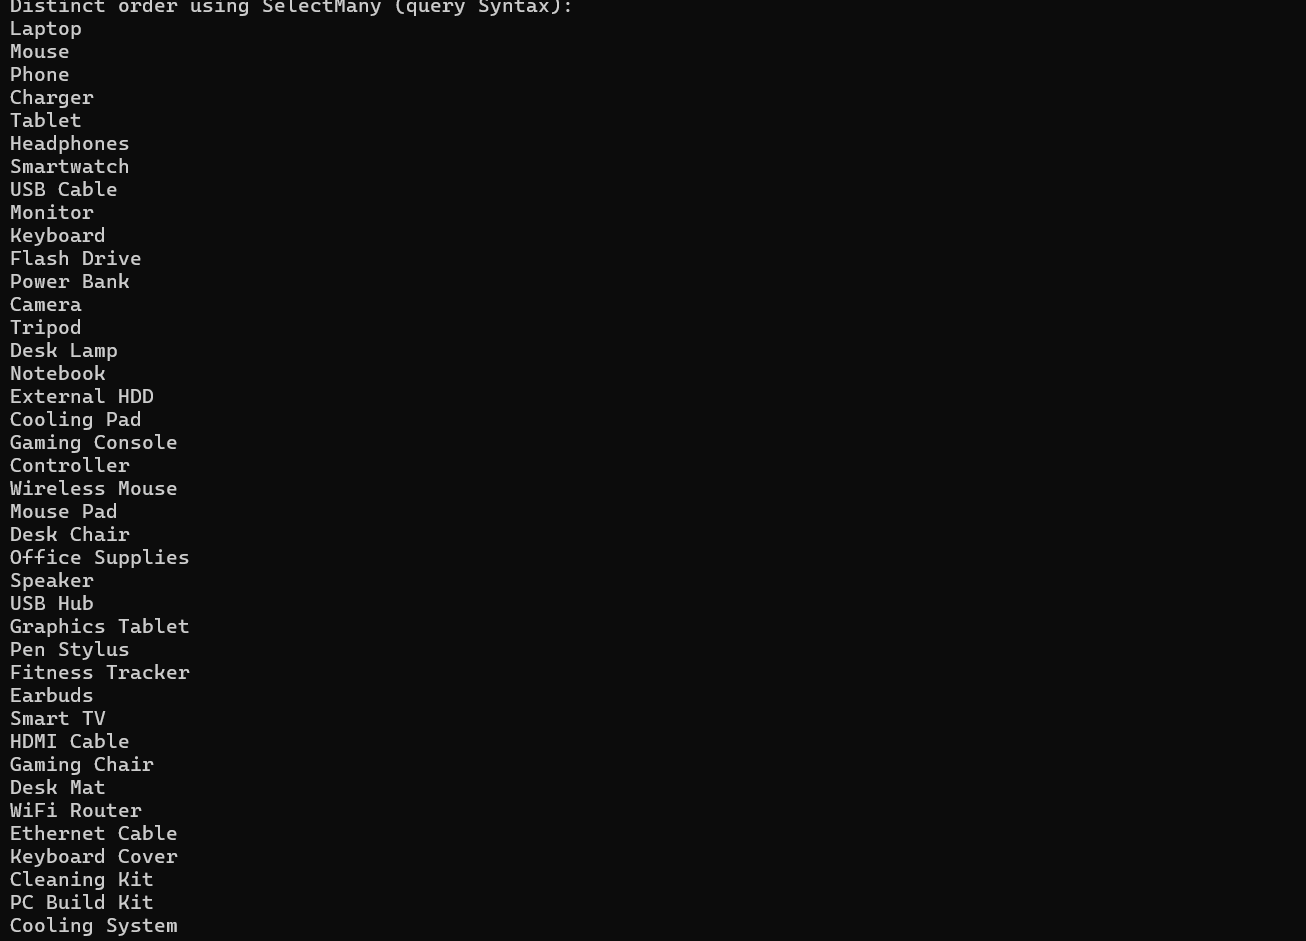 Distinct order using SelectMany (query Syntax):
Laptop
Mouse
Phone
Charger
Tablet
Headphones
Smartwatch
USB Cable
Monitor
Keyboard
Flash Drive
Power Bank
Camera
Tripod
Desk Lamp
Notebook
External HDD
Cooling Pad
Gaming Console
Controller
Wireless Mouse
Mouse Pad
Desk Chair
Office Supplies
Speaker
USB Hub
Graphics Tablet
Pen Stylus
Fitness Tracker
Earbuds
Smart TV
HDMI Cable
Gaming Chair
Desk Mat
WiFi Router
Ethernet Cable
Keyboard Cover
Cleaning Kit
PC Build Kit
Cooling System